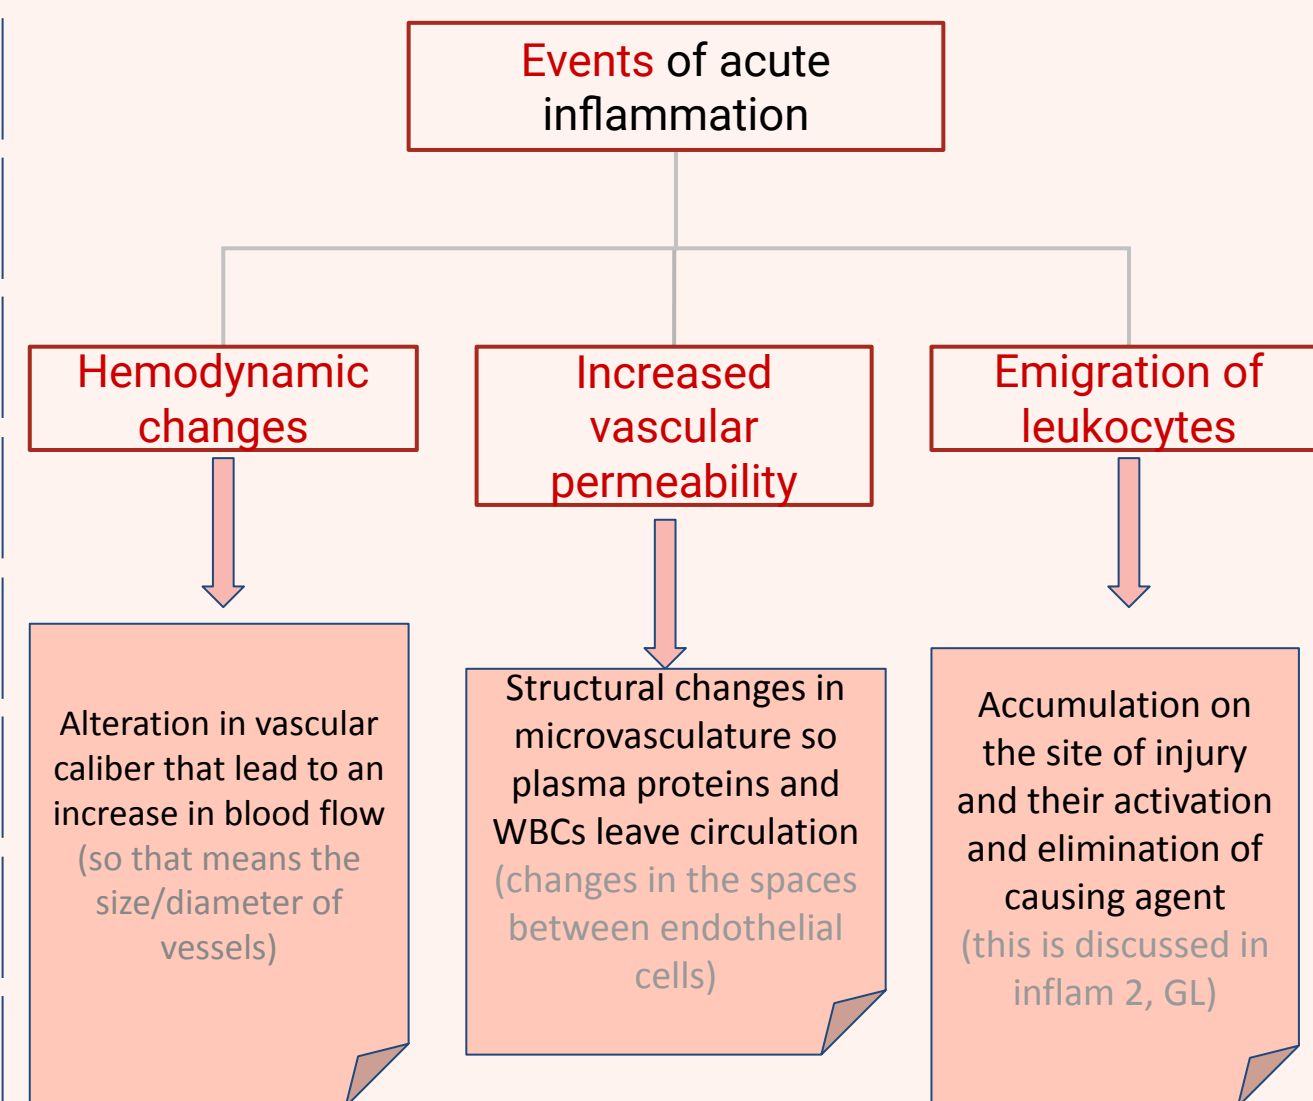 Events of acute
inflammation
Hemodynamic
changes
Increased
vascular
permeability
Emigration of
leukocytes
Alteration in vascular
caliber that lead to an
increase in blood flow
(so that means the
size/diameter of
vessels)
Structural changes in
microvasculature so
plasma proteins and
WBCs leave circulation
(changes in the spaces
between endothelial
cells)
Accumulation on
the site of injury
and their activation
and elimination of
causing agent
(this is discussed in
inflam 2, GL)